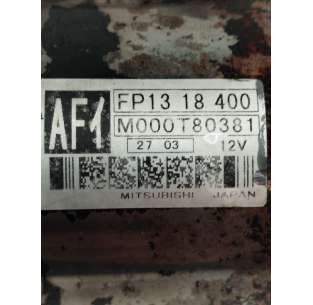 AF1
FP13 18 400
M000T80381
27 03 12V
MITSUBISHI JAPAN